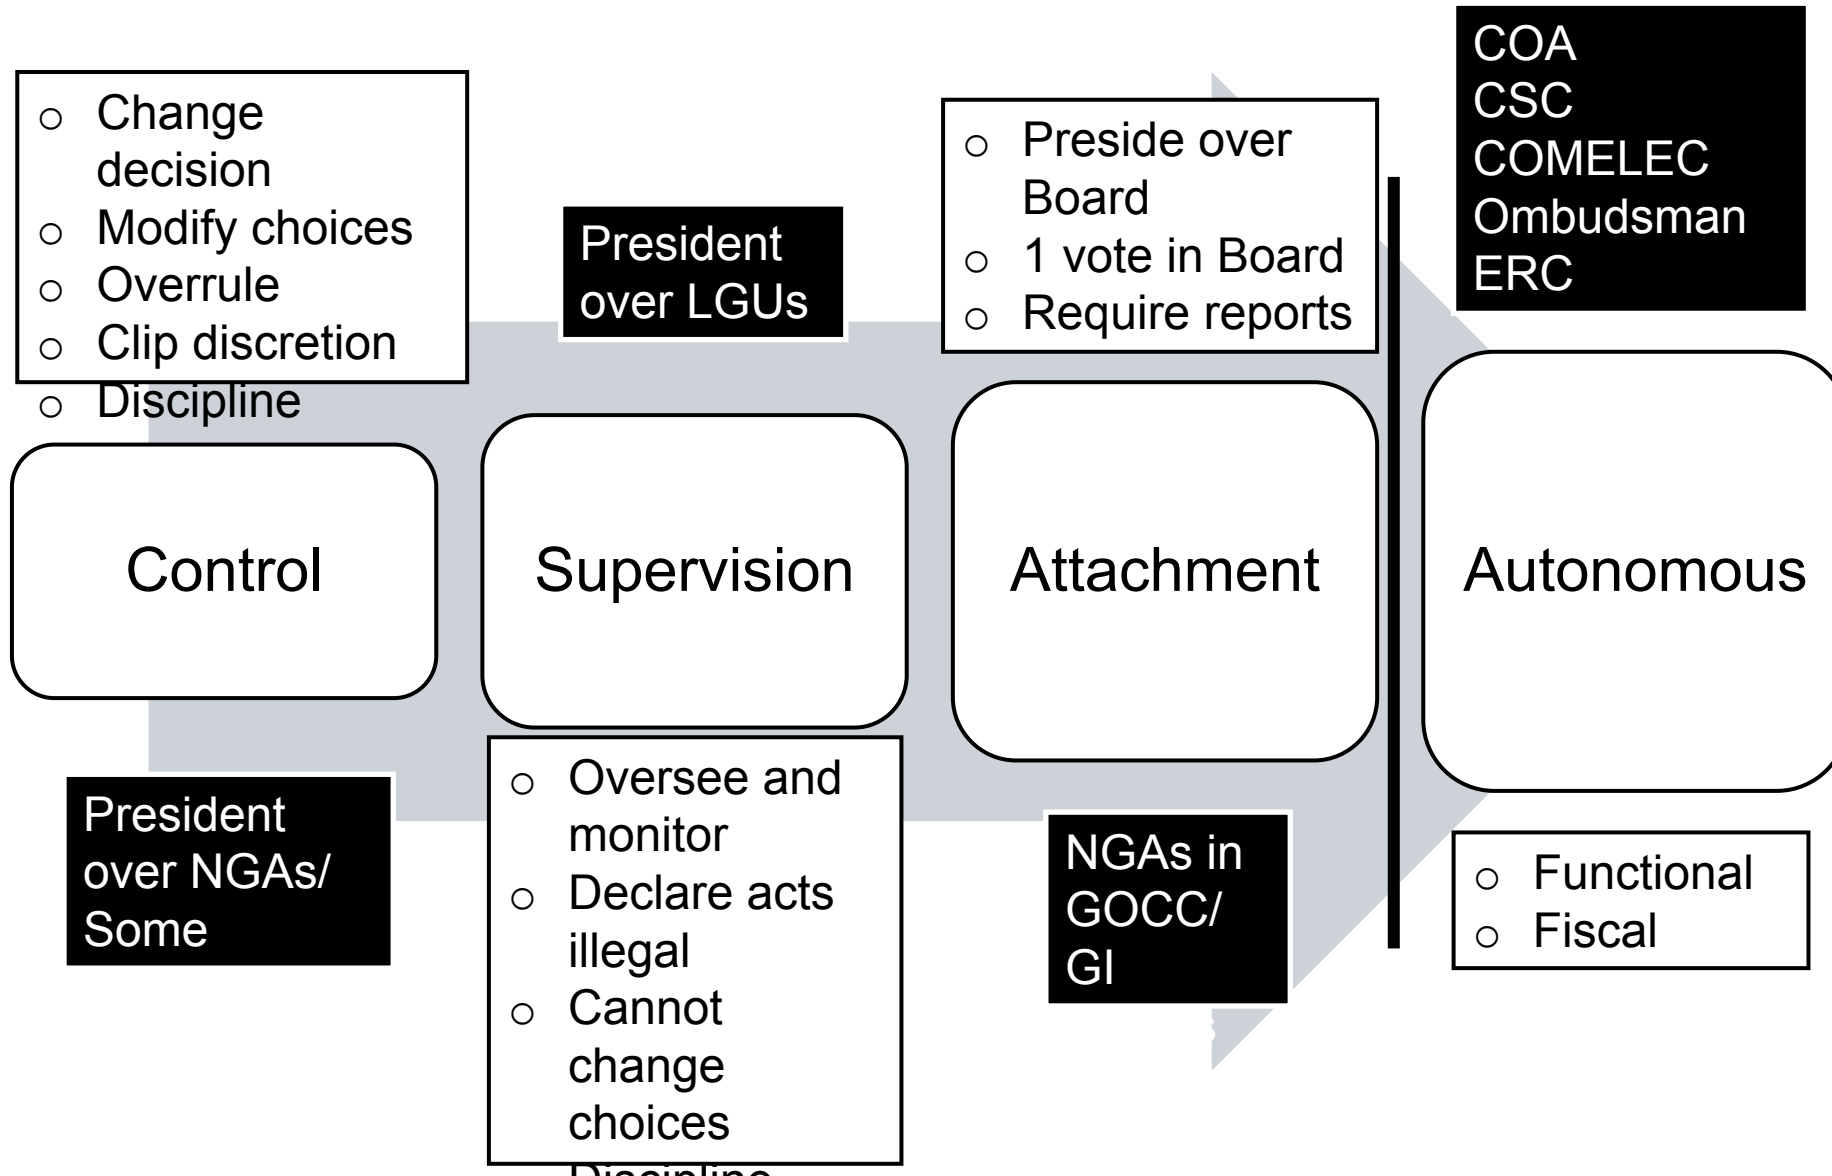 ○ Change
decision
○ Modify choices
○ Overrule
○ Clip discretion
○ Discipline
President
over LGUs
○ Preside over
Board
○ 1 vote in Board
○ Require reports
COA
CSC
COMELEC
Ombudsman
ERC
Control
Supervision
Attachment
Autonomous
President
over NGAs/
Some
○ Oversee and
monitor
○ Declare acts
illegal
○ Cannot
change
choices
Discipline
NGAs in
GOCC/
GI
○ Functional
○ Fiscal